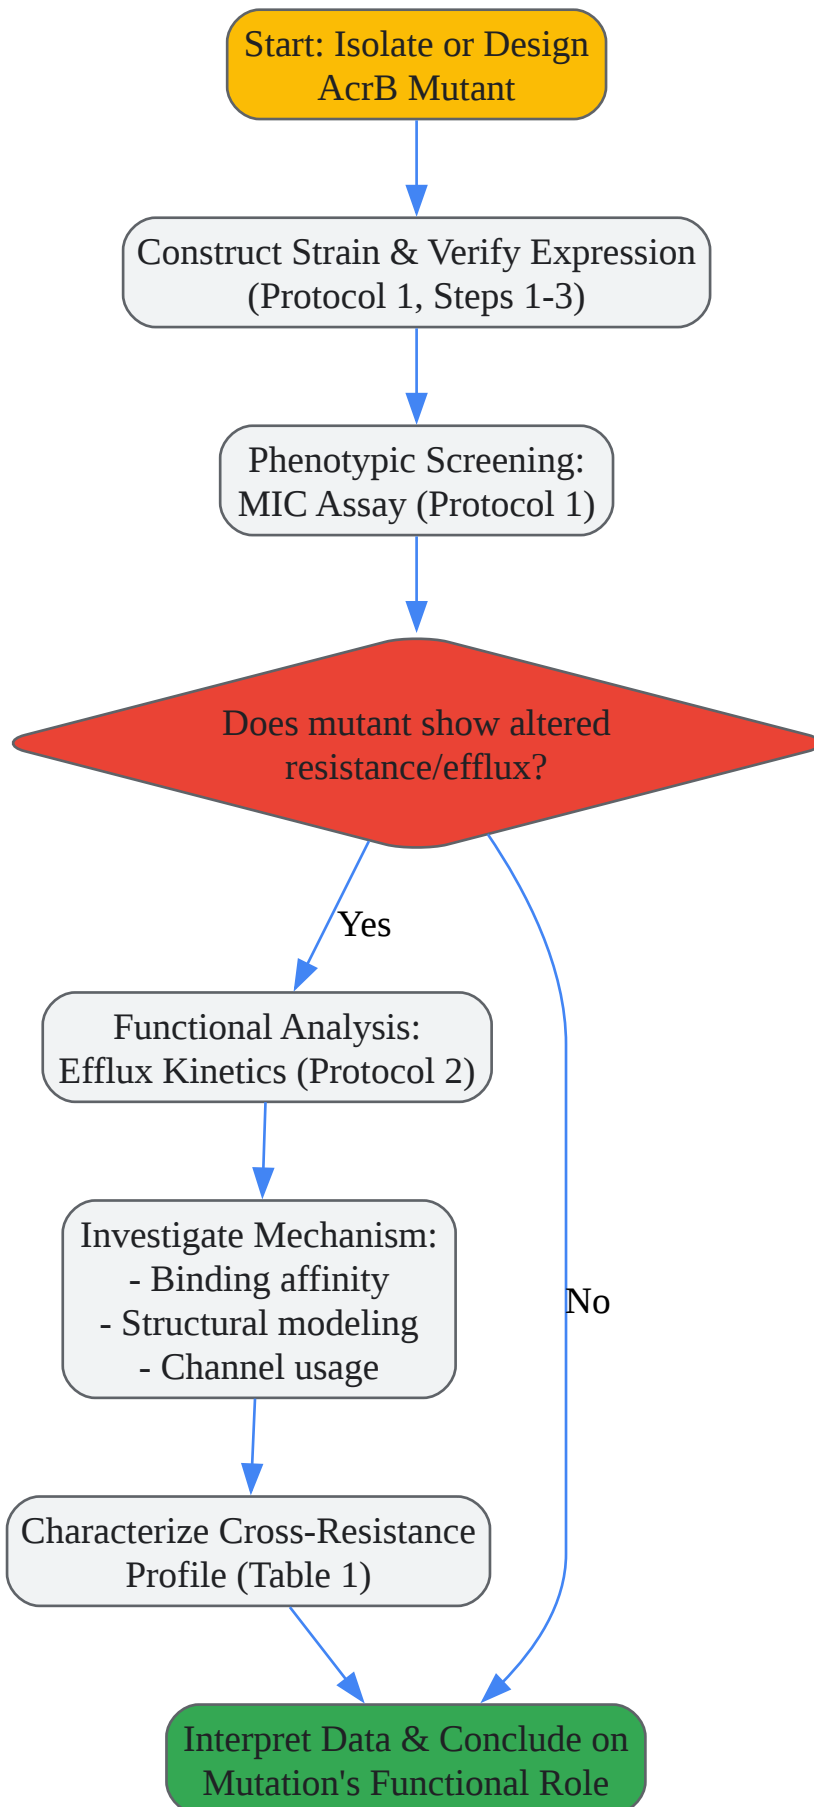 Start: Isolate or Design
AcrB Mutant
Construct Strain & Verify Expression
(Protocol 1, Steps 1-3)
Phenotypic Screening:
MIC Assay (Protocol 1)
Does mutant show altered
resistance/efflux?
Yes
Functional Analysis:
Efflux Kinetics (Protocol 2)
Investigate Mechanism:
- Binding affinity
- Structural modeling
- Channel usage
No
Characterize Cross-Resistance
Profile (Table 1)
Interpret Data & Conclude on
Mutation's Functional Role